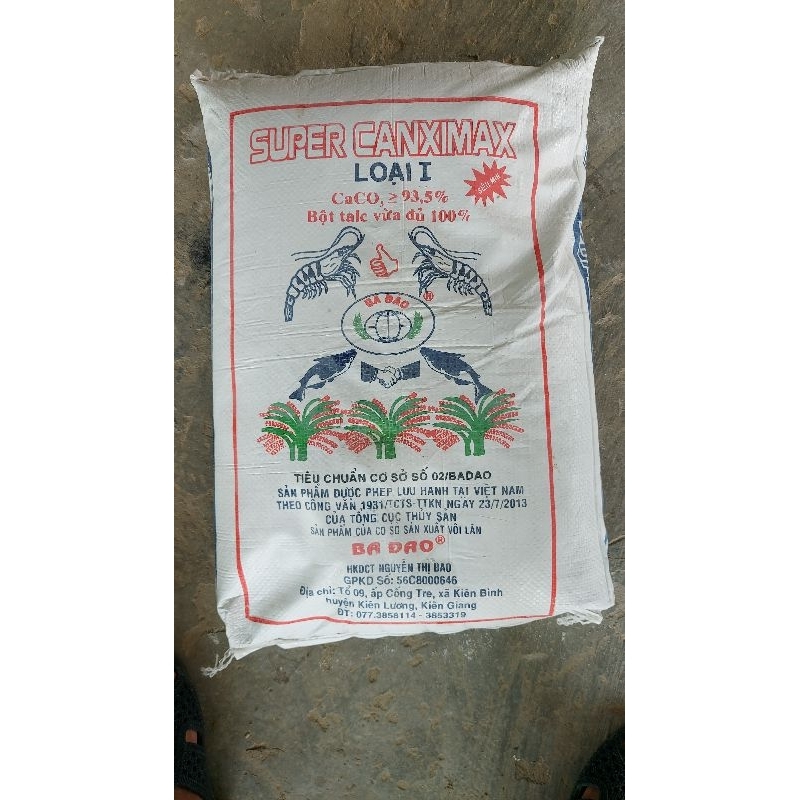 SUPER CANXIMAX
LOẠI I
SIÊU MỊN
CaCO₃ ≥ 93,5%
Bột talc vừa đủ 100%
BA ĐAO ®
TIÊU CHUẨN CƠ SỞ SỐ 02/BADAO
SẢN PHẨM ĐƯỢC PHÉP LƯU HÀNH TẠI VIỆT NAM
THEO CÔNG VĂN 1931/TCTS-TTKN NGÀY 23/7/2013
CỦA TỔNG CỤC THỦY SẢN
SẢN PHẨM CỦA CƠ SỞ SẢN XUẤT VÔI LÂN
BA ĐAO ®
HKDCT NGUYỄN THỊ ĐAO
GPKD Số: 56C8000646
Địa chỉ: Tổ 09, ấp Cống Tre, xã Kiên Bình
huyện Kiên Lương, Kiên Giang
ĐT: 077.3858114 - 3853319